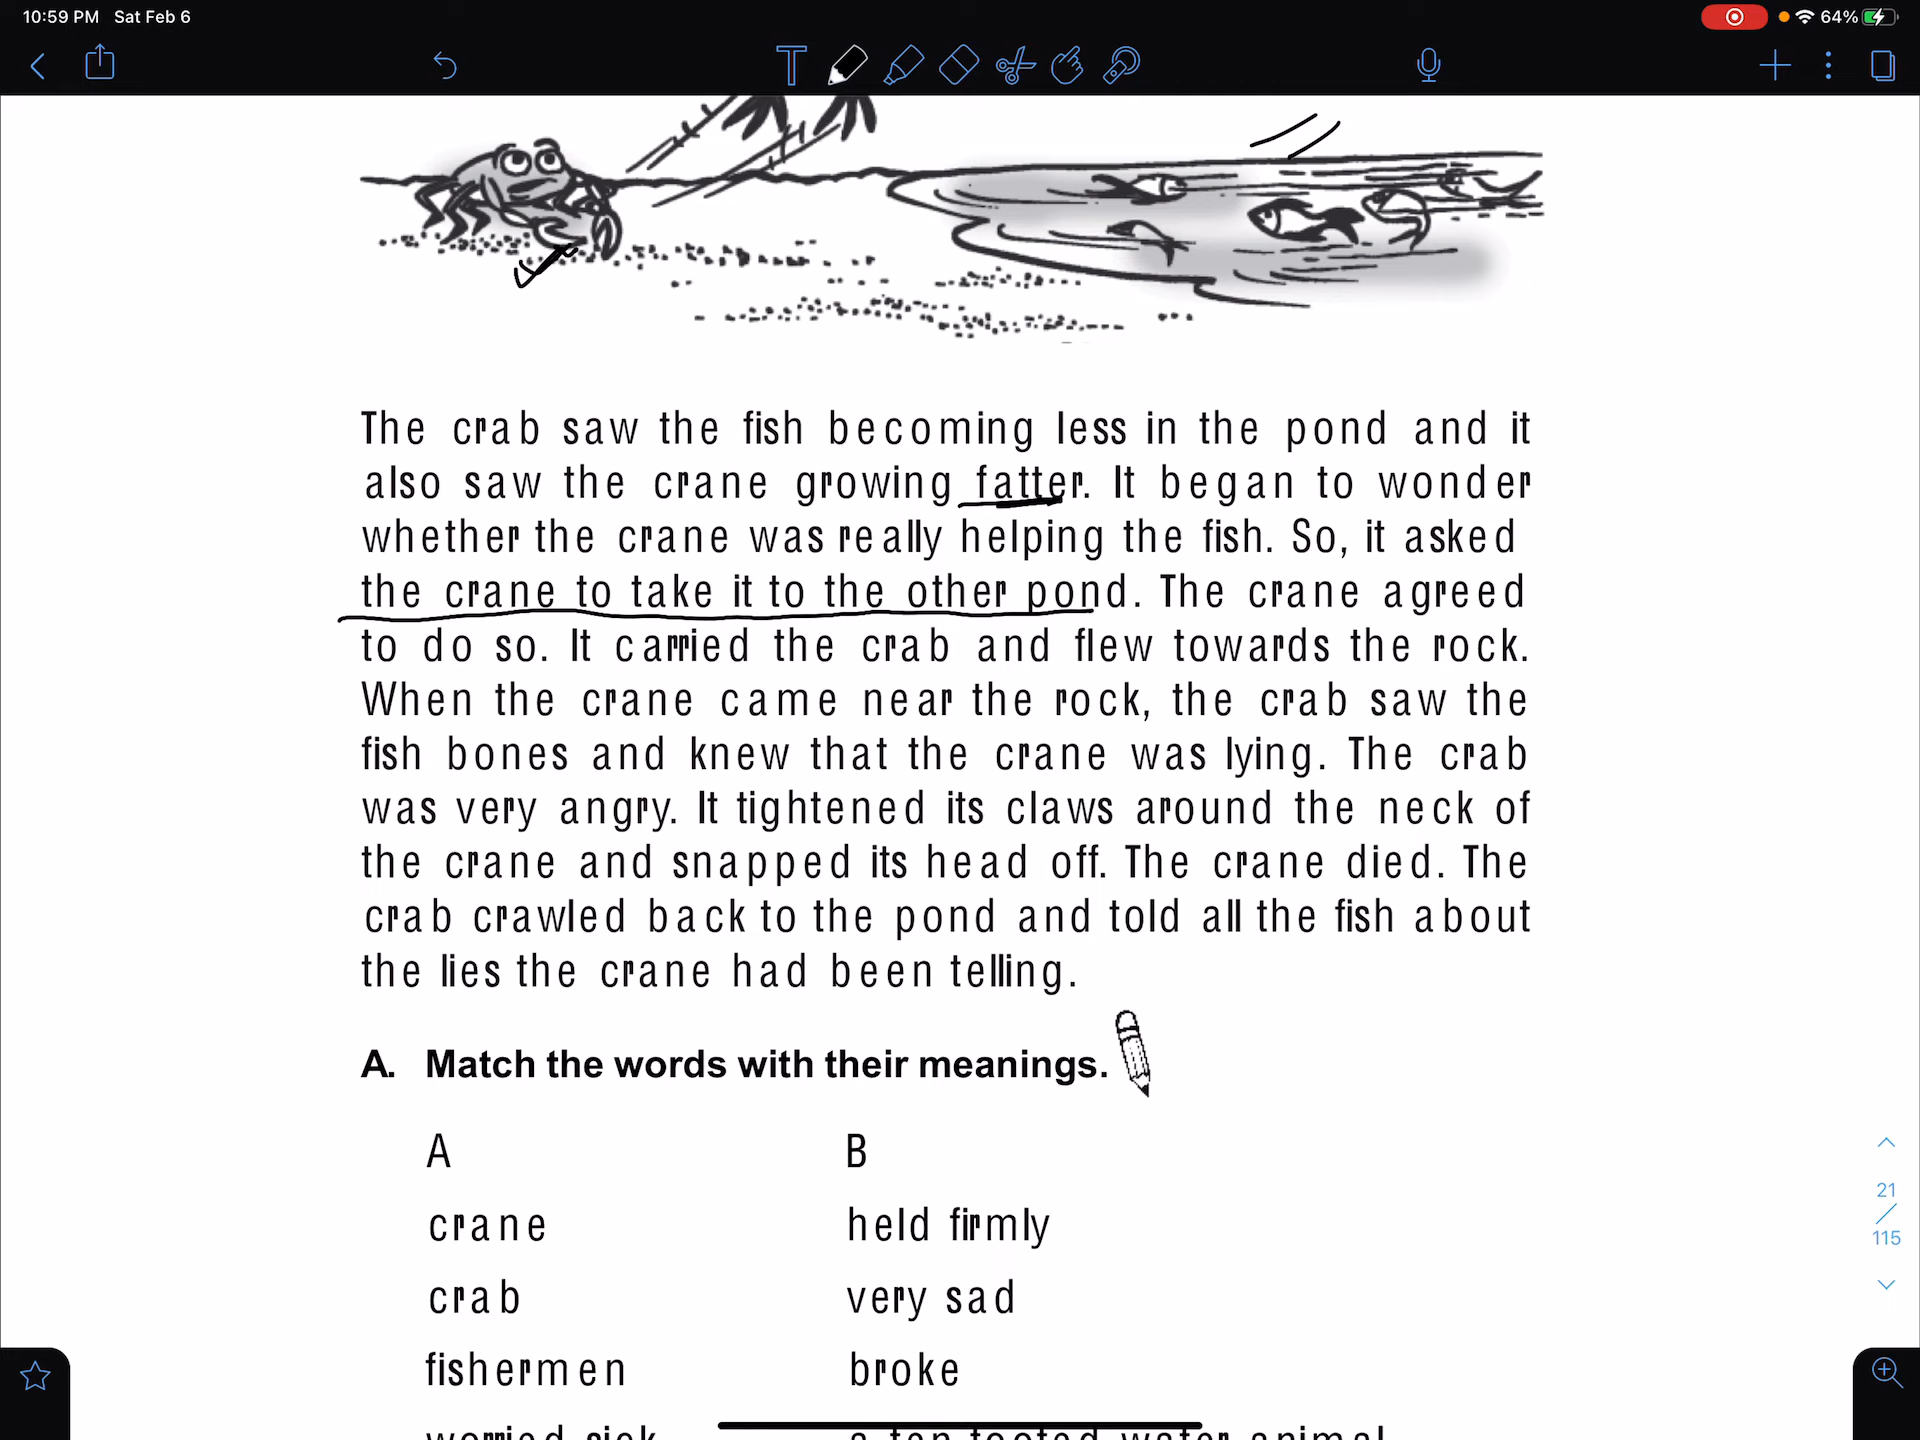 10:59 PM Sat Feb 6
64%
The crab saw the fish becoming less in the pond and it
also saw the crane growing fatter. It began to wonder
whether the crane was really helping the fish. So, it asked
the crane to take it to the other pond. The crane agreed
to do so. It carried the crab and flew towards the rock.
When the crane came near the rock, the crab saw the
fish bones and knew that the crane was lying. The crab
was very angry. It tightened its claws around the neck of
the crane and snapped its head off. The crane died. The
crab crawled back to the pond and told all the fish about
the lies the crane had been telling.
A. Match the words with their meanings.
A B
crane held firmly
crab very sad
fishermen broke
worried sick a ten footed water animal
21
/
115